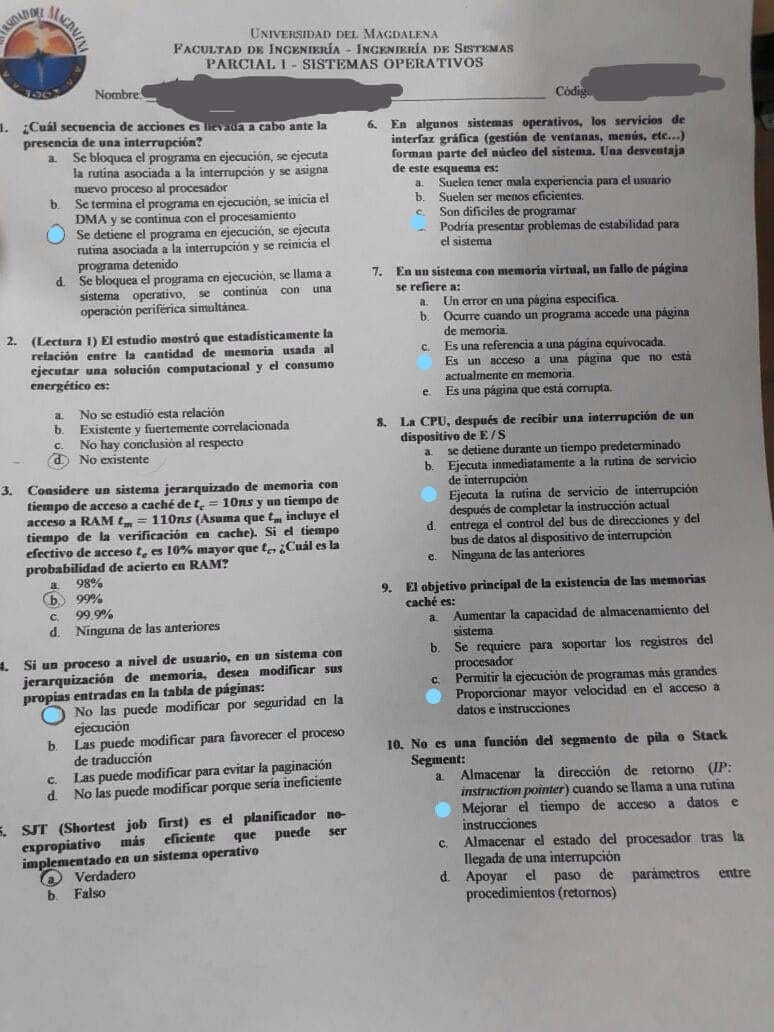 UNIVERSIDAD DEL MAGDALENA
FACULTAD DE INGENIERÍA - INGENIERÍA DE SISTEMAS
PARCIAL I - SISTEMAS OPERATIVOS
Nombre:
Códig
1. ¿Cuál secuencia de acciones es llevada a cabo ante la
presencia de una interrupción?
a. Se bloquea el programa en ejecución, se ejecuta
la rutina asociada a la interrupción y se asigna
nuevo proceso al procesador
b. Se termina el programa en ejecución, se inicia el
DMA y se continua con el procesamiento
Se detiene el programa en ejecución, se ejecuta
rutina asociada a la interrupción y se reinicia el
programa detenido
d. Se bloquea el programa en ejecución, se llama a
sistema operativo, se continúa con una
operación periférica simultánea.
2. (Lectura 1) El estudio mostró que estadísticamente la
relación entre la cantidad de memoria usada al
ejecutar una solución computacional y el consumo
energético es:
a. No se estudió esta relación
b. Existente y fuertemente correlacionada
c. No hay conclusión al respecto
d. No existente
3. Considere un sistema jerarquizado de memoria con
tiempo de acceso a caché de tc = 10ns y un tiempo de
acceso a RAM tm = 110ns (Asuma que tm incluye el
tiempo de la verificación en cache). Si el tiempo
efectivo de acceso te es 10% mayor que tc, ¿Cuál es la
probabilidad de acierto en RAM?
a. 98%
b. 99%
c. 99.9%
d. Ninguna de las anteriores
4. Si un proceso a nivel de usuario, en un sistema con
jerarquización de memoria, desea modificar sus
propias entradas en la tabla de páginas:
No las puede modificar por seguridad en la
ejecución
b. Las puede modificar para favorecer el proceso
de traducción
c. Las puede modificar para evitar la paginación
d. No las puede modificar porque sería ineficiente
5. SJT (Shortest job first) es el planificador no-
expropiativo más eficiente que puede ser
implementado en un sistema operativo
a Verdadero
b. Falso
6. En algunos sistemas operativos, los servicios de
interfaz gráfica (gestión de ventanas, menús, etc...)
forman parte del núcleo del sistema. Una desventaja
de este esquema es:
a. Suelen tener mala experiencia para el usuario
b. Suelen ser menos eficientes.
c. Son difíciles de programar
Podría presentar problemas de estabilidad para
el sistema
7. En un sistema con memoria virtual, un fallo de página
se refiere a:
a. Un error en una página específica.
b. Ocurre cuando un programa accede una página
de memoria.
c. Es una referencia a una página equivocada.
Es un acceso a una página que no está
actualmente en memoria.
e. Es una página que está corrupta.
8. La CPU, después de recibir una interrupción de un
dispositivo de E / S
a. se detiene durante un tiempo predeterminado
b. Ejecuta inmediatamente a la rutina de servicio
de interrupción
Ejecuta la rutina de servicio de interrupción
después de completar la instrucción actual
d. entrega el control del bus de direcciones y del
bus de datos al dispositivo de interrupción
e. Ninguna de las anteriores
9. El objetivo principal de la existencia de las memorias
caché es:
a. Aumentar la capacidad de almacenamiento del
sistema
b. Se requiere para soportar los registros del
procesador
c. Permitir la ejecución de programas más grandes
Proporcionar mayor velocidad en el acceso a
datos e instrucciones
10. No es una función del segmento de pila o Stack
Segment:
a. Almacenar la dirección de retorno (IP:
instruction pointer) cuando se llama a una rutina
Mejorar el tiempo de acceso a datos e
instrucciones
c. Almacenar el estado del procesador tras la
llegada de una interrupción
d. Apoyar el paso de parámetros entre
procedimientos (retornos)